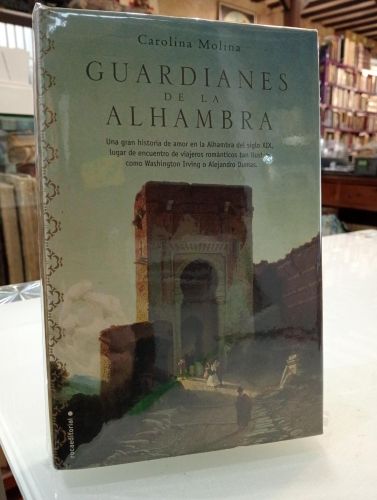 Carolina Molina
GUARDIANES
DE LA
ALHAMBRA
Una gran historia de amor en la Alhambra del siglo XIX,
lugar de encuentro de viajeros románticos tan
como Washington Irving o Alejandro Dumas.
rocaeditorial